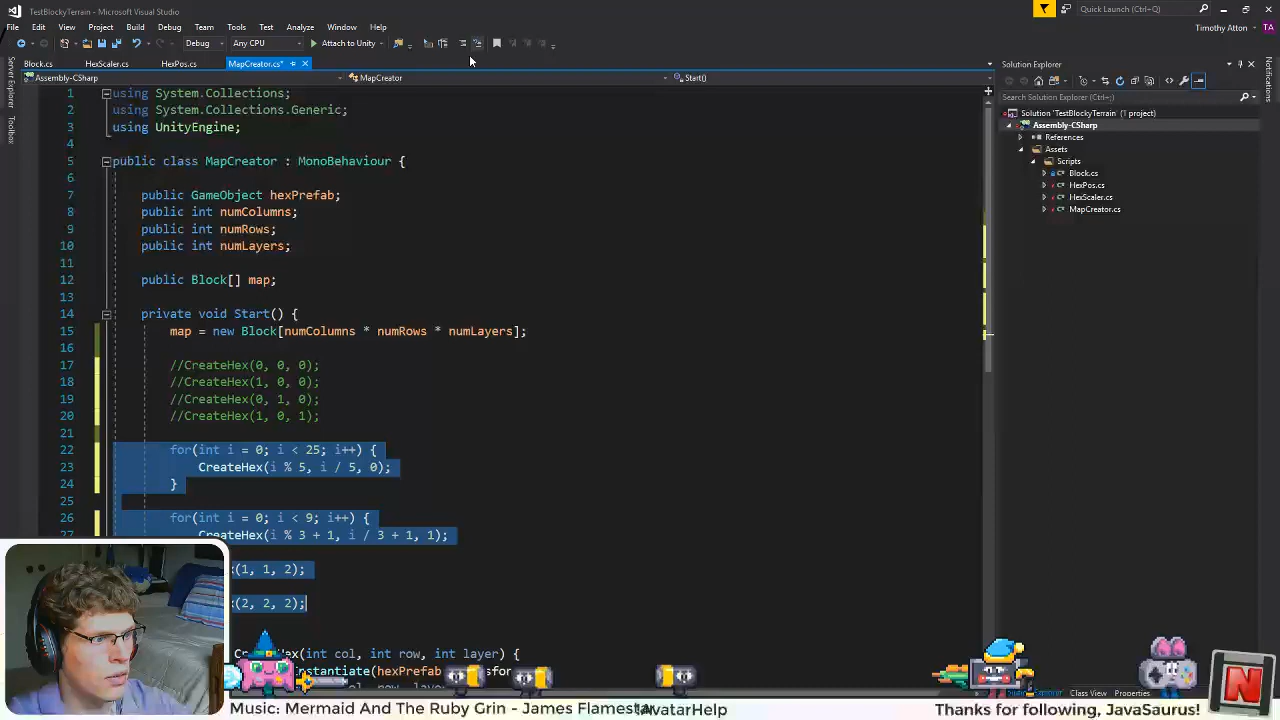 TestBlockyTerrain - Microsoft Visual Studio
Quick Launch (Ctrl+Q)
File Edit View Project Build Debug Team Tools Test Analyze Window Help
Timothy Atton TA
Debug Any CPU Attach to Unity
Block.cs HexScaler.cs HexPos.cs MapCreator.cs*
Assembly-CSharp MapCreator Start()
Server Explorer
Toolbox
Notifications
1 using System.Collections;
2 using System.Collections.Generic;
3 using UnityEngine;
4
5 public class MapCreator : MonoBehaviour {
6
7 public GameObject hexPrefab;
8 public int numColumns;
9 public int numRows;
10 public int numLayers;
11
12 public Block[] map;
13
14 private void Start() {
15 map = new Block[numColumns * numRows * numLayers];
16
17 //CreateHex(0, 0, 0);
18 //CreateHex(1, 0, 0);
19 //CreateHex(0, 1, 0);
20 //CreateHex(1, 0, 1);
21
22 for(int i = 0; i < 25; i++) {
23 CreateHex(i % 5, i / 5, 0);
24 }
25
26 for(int i = 0; i < 9; i++) {
27 CreateHex(i % 3 + 1, i / 3 + 1, 1);
(1, 1, 2);
(2, 2, 2);
Hex(int col, int row, int layer) {
nstantiate(hexPrefab
Solution Explorer
Search Solution Explorer
Solution 'TestBlockyTerrain' (1 project)
Assembly-CSharp
References
Assets
Scripts
Block.cs
HexPos.cs
HexScaler.cs
MapCreator.cs
Class View Properties
Music: Mermaid And The Ruby Grin - James Flamestar
!AvatarHelp
Thanks for following, JavaSaurus!
N